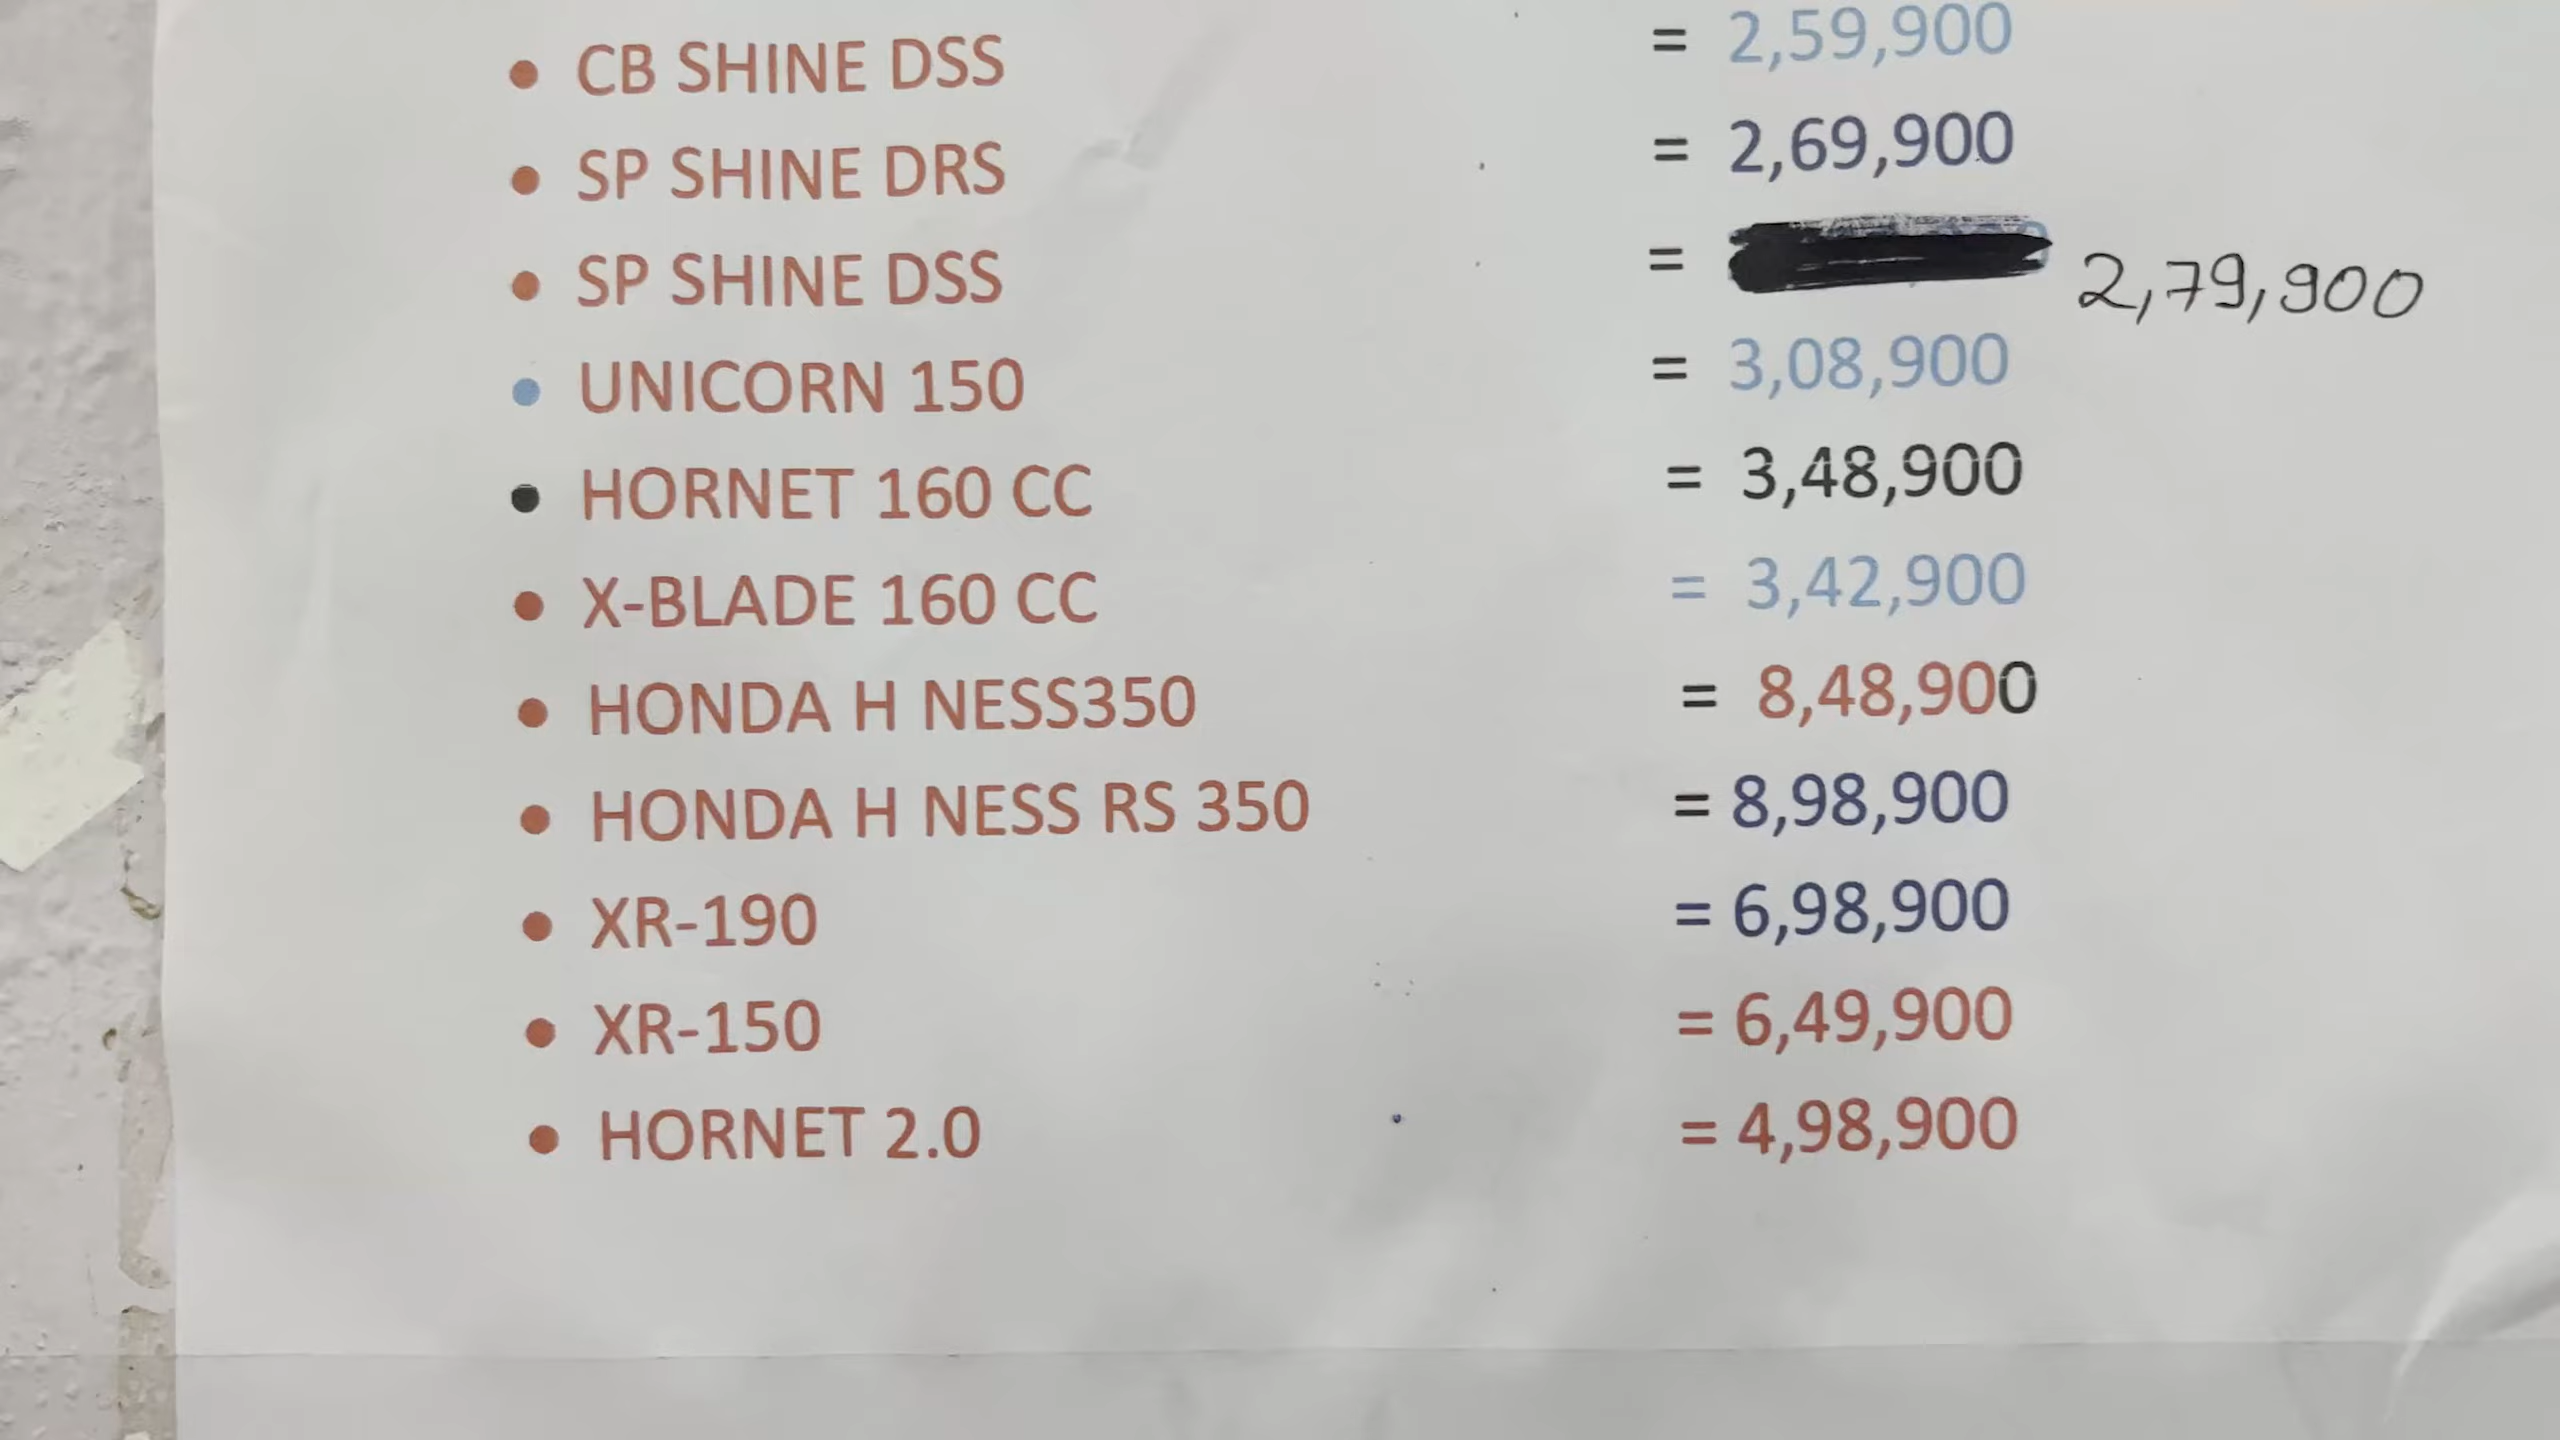 • CB SHINE DSS = 2,59,900
• SP SHINE DRS = 2,69,900
• SP SHINE DSS = 2,79,900
• UNICORN 150 = 3,08,900
• HORNET 160 CC = 3,48,900
• X-BLADE 160 CC = 3,42,900
• HONDA H NESS350 = 8,48,900
• HONDA H NESS RS 350 = 8,98,900
• XR-190 = 6,98,900
• XR-150 = 6,49,900
• HORNET 2.0 = 4,98,900